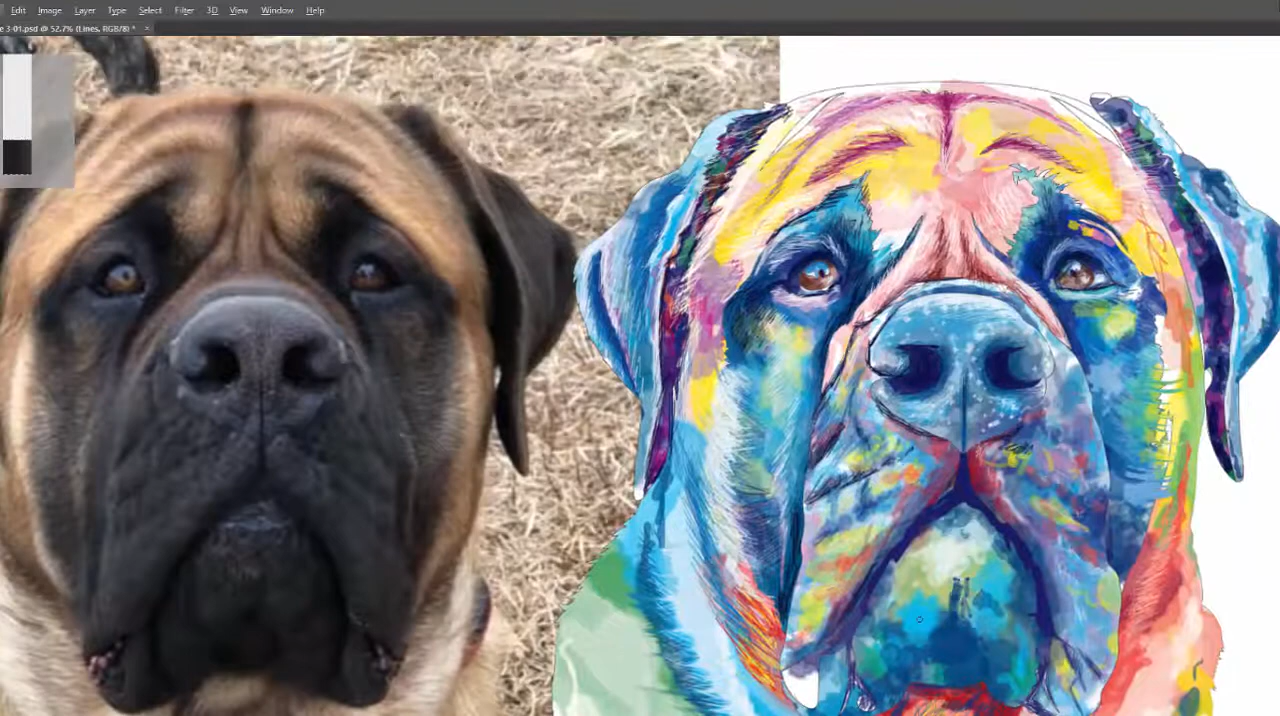 Edit Image Layer Type Select Filter 3D View Window Help
e 3-01.psd @ 52.7% (Lines, RGB/8) * ×